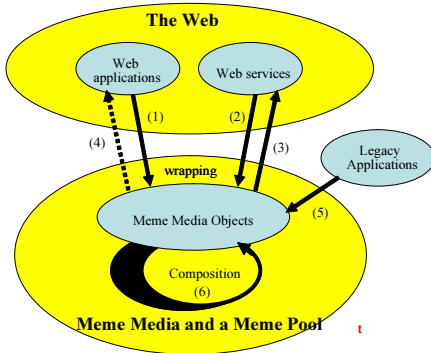 The Web
Web
applications
Web services
(1)
(2)
(4)
(3)
Legacy
Applications
wrapping
(5)
Meme Media Objects
Composition
(6)
Meme Media and a Meme Pool
t